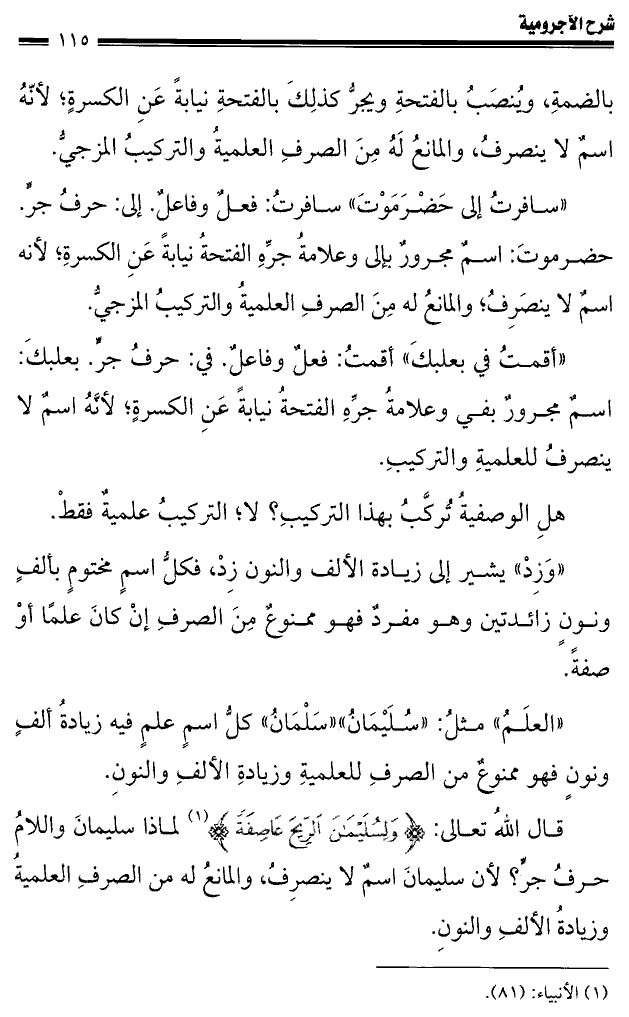 شرح الآجرومية
١١٥
بالضمةِ، ويُنصَبُ بالفتحةِ ويجرُّ كذلِكَ بالفتحةِ نيابةً عَنِ الكسرةِ؛ لأنّهُ
اسمٌ لا ينصرفُ، والمانعُ لَهُ مِنَ الصرفِ العلميةُ والتركيبُ المزجيُّ.
«سافرتُ إلى حَضْرَمَوْتَ» سافرتُ: فعلٌ وفاعلٌ. إلى: حرفُ جرٍّ.
حضرموتَ: اسمٌ مجرورٌ بإلى وعلامةُ جرِّهِ الفتحةُ نيابةً عَنِ الكسرةِ؛ لأنه
اسمٌ لا ينصَرِفُ؛ والمانعُ له مِنَ الصرفِ العلميةُ والتركيبُ المزجيُّ.
«أقمتُ في بعلبكَ» أقمتُ: فعلٌ وفاعلٌ. في: حرفُ جرٍّ. بعلبكَ:
اسمٌ مجرورٌ بفي وعلامةُ جرِّهِ الفتحةُ نيابةً عَنِ الكسرةِ؛ لأنَّهُ اسمٌ لا
ينصرفُ للعلميةِ والتركيبِ.
هلِ الوصفيةُ تُركَّبُ بهذا التركيبِ؟ لا؛ التركيبُ علميةٌ فقطْ.
«وَزِدْ» يشير إلى زيادة الألف والنون زِدْ، فكلُّ اسمٍ مختومٍ بألفٍ
ونونٍ زائدتين وهو مفردٌ فهو ممنوعٌ مِنَ الصرفِ إنْ كانَ علمًا أوْ
صفةً.
«العلَمُ» مثلُ: «سُلَيْمَانُ» «سَلْمَانُ» كلُّ اسمٍ علمٍ فيه زيادةُ ألفٍ
ونونٍ فهو ممنوعٌ من الصرفِ للعلميةِ وزيادةِ الألفِ والنونِ.
قال اللهُ تعالى: ﴿وَلِسُلَيْمَٰنَ ٱلرِّيحَ عَاصِفَةً﴾(١) لماذا سليمانَ واللامُ
حرفُ جرٍّ؟ لأن سليمانَ اسمٌ لا ينصرِفُ، والمانعُ له من الصرفِ العلميةُ
وزيادةُ الألفِ والنونِ.
(١) الأنبياء: (٨١).